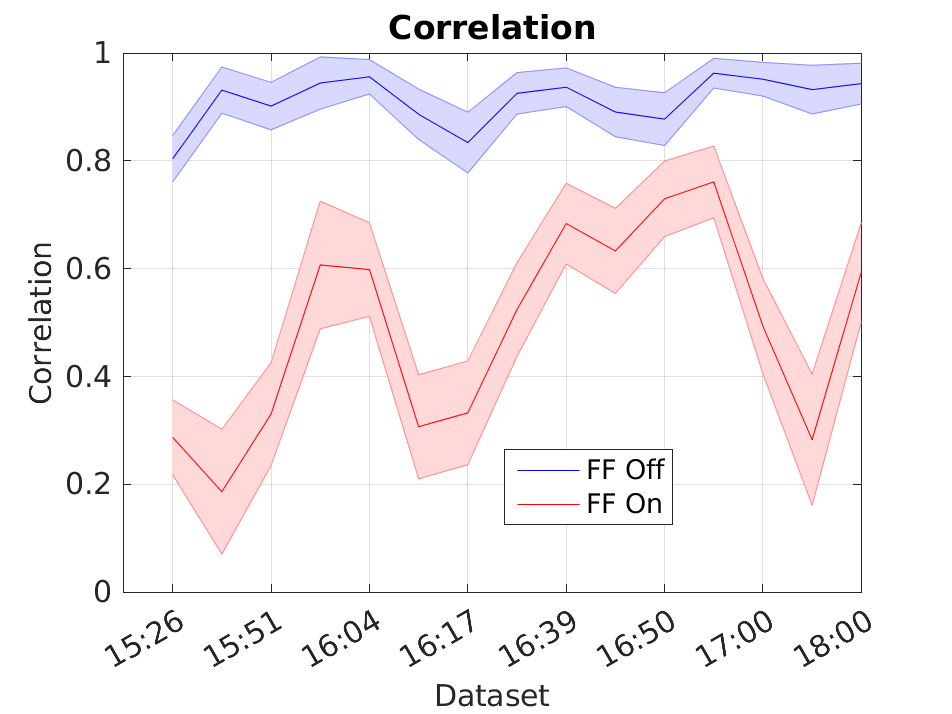 Correlation
1
0.8
0.6
0.4
0.2
0
Correlation
FF Off
FF On
15:26
15:51
16:04
16:17
16:39
16:50
17:00
18:00
Dataset